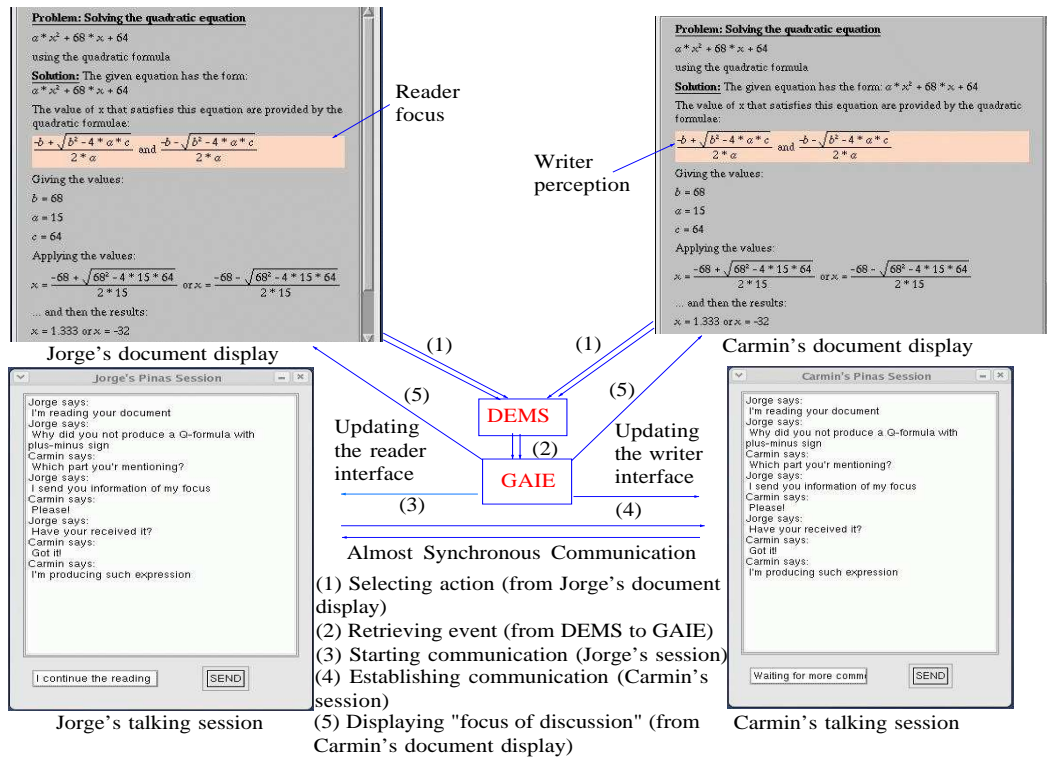 Problem: Solving the quadratic equation
a * x² + 68 * x + 64
using the quadratic formula
Solution: The given equation has the form:
a * x² + 68 * x + 64
The value of x that satisfies this equation are provided by the
quadratic formulae:
-b + √b² - 4 * a * c / 2 * a and -b - √b² - 4 * a * c / 2 * a
Giving the values:
b = 68
a = 15
c = 64
Applying the values:
x = -68 + √68² - 4 * 15 * 64 / 2 * 15 or x = -68 - √68² - 4 * 15 * 64 / 2 * 15
... and then the results:
x = 1.333 or x = -32
Jorge's document display
Reader
focus
Writer
perception
Problem: Solving the quadratic equation
a * x² + 68 * x + 64
using the quadratic formula
Solution: The given equation has the form: a * x² + 68 * x + 64
The value of x that satisfies this equation are provided by the quadratic
formulae:
-b + √b² - 4 * a * c / 2 * a and -b - √b² - 4 * a * c / 2 * a
Giving the values:
b = 68
a = 15
c = 64
Applying the values:
x = -68 + √68² - 4 * 15 * 64 / 2 * 15 or x = -68 - √68² - 4 * 15 * 64 / 2 * 15
... and then the results:
x = 1.333 or x = -32
Carmin's document display
(1)
(1)
(5)
(5)
DEMS
(2)
GAIE
Updating
the reader
interface
Updating
the writer
interface
(3)
(4)
Almost Synchronous Communication
Jorge's Pinas Session
Jorge says:
I'm reading your document
Jorge says:
Why did you not produce a Q-formula with
plus-minus sign
Carmin says:
Which part you'r mentioning?
Jorge says:
I send you information of my focus
Carmin says:
Please!
Jorge says:
Have your received it?
Carmin says:
Got it!
Carmin says:
I'm producing such expression
I continue the reading
SEND
Jorge's talking session
(1) Selecting action (from Jorge's document
display)
(2) Retrieving event (from DEMS to GAIE)
(3) Starting communication (Jorge's session)
(4) Establishing communication (Carmin's
session)
(5) Displaying "focus of discussion" (from
Carmin's document display)
Carmin's Pinas Session
Jorge says:
I'm reading your document
Jorge says:
Why did you not produce a Q-formula with
plus-minus sign
Carmin says:
Which part you'r mentioning?
Jorge says:
I send you information of my focus
Carmin says:
Please!
Jorge says:
Have your received it?
Carmin says:
Got it!
Carmin says:
I'm producing such expression
Waiting for more comm
SEND
Carmin's talking session